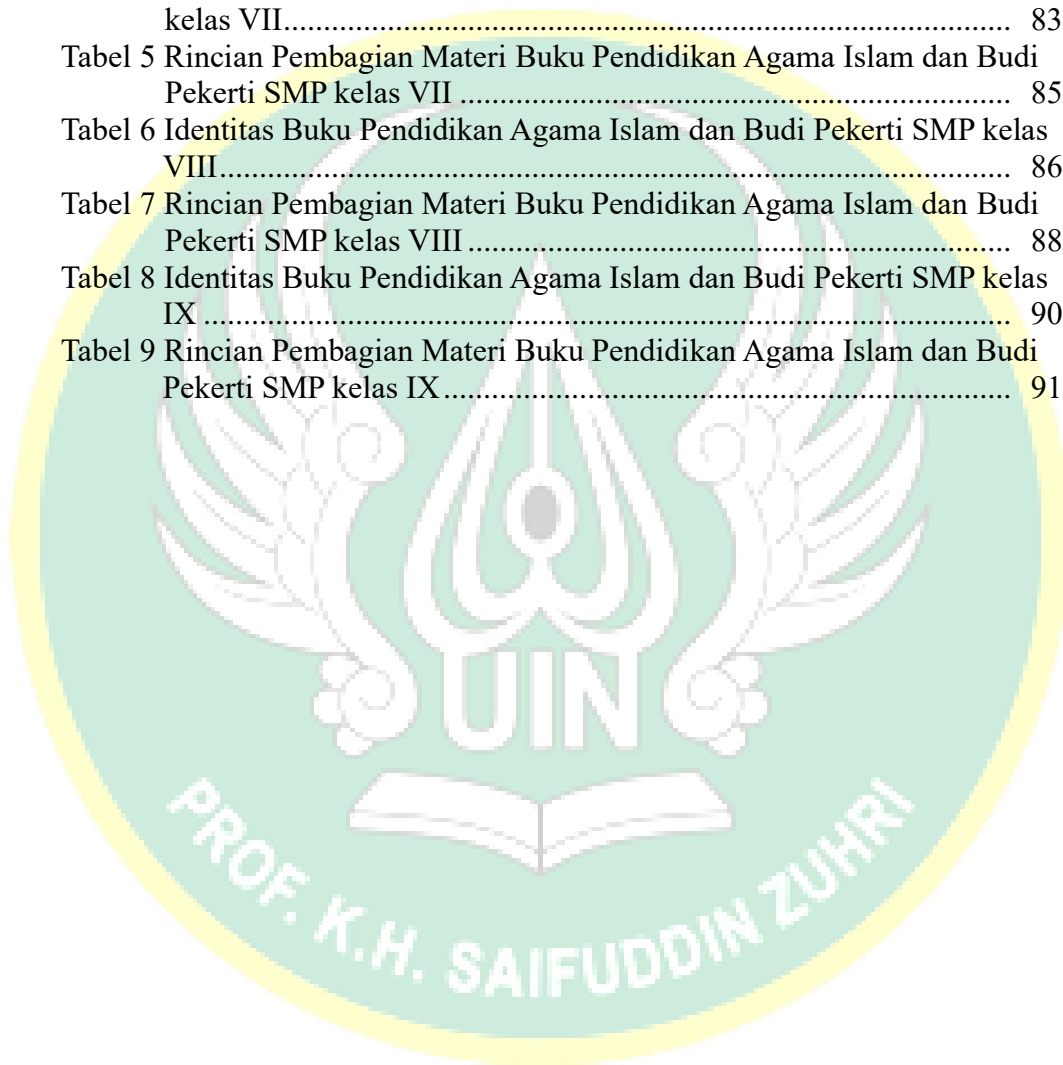 kelas VII.................................................................................................. 83
Tabel 5 Rincian Pembagian Materi Buku Pendidikan Agama Islam dan Budi
Pekerti SMP kelas VII .......................................................................... 85
Tabel 6 Identitas Buku Pendidikan Agama Islam dan Budi Pekerti SMP kelas
VIII.......................................................................................................... 86
Tabel 7 Rincian Pembagian Materi Buku Pendidikan Agama Islam dan Budi
Pekerti SMP kelas VIII ......................................................................... 88
Tabel 8 Identitas Buku Pendidikan Agama Islam dan Budi Pekerti SMP kelas
IX ............................................................................................................ 90
Tabel 9 Rincian Pembagian Materi Buku Pendidikan Agama Islam dan Budi
Pekerti SMP kelas IX............................................................................ 91
UIN
PROF. K.H. SAIFUDDIN ZUHRI